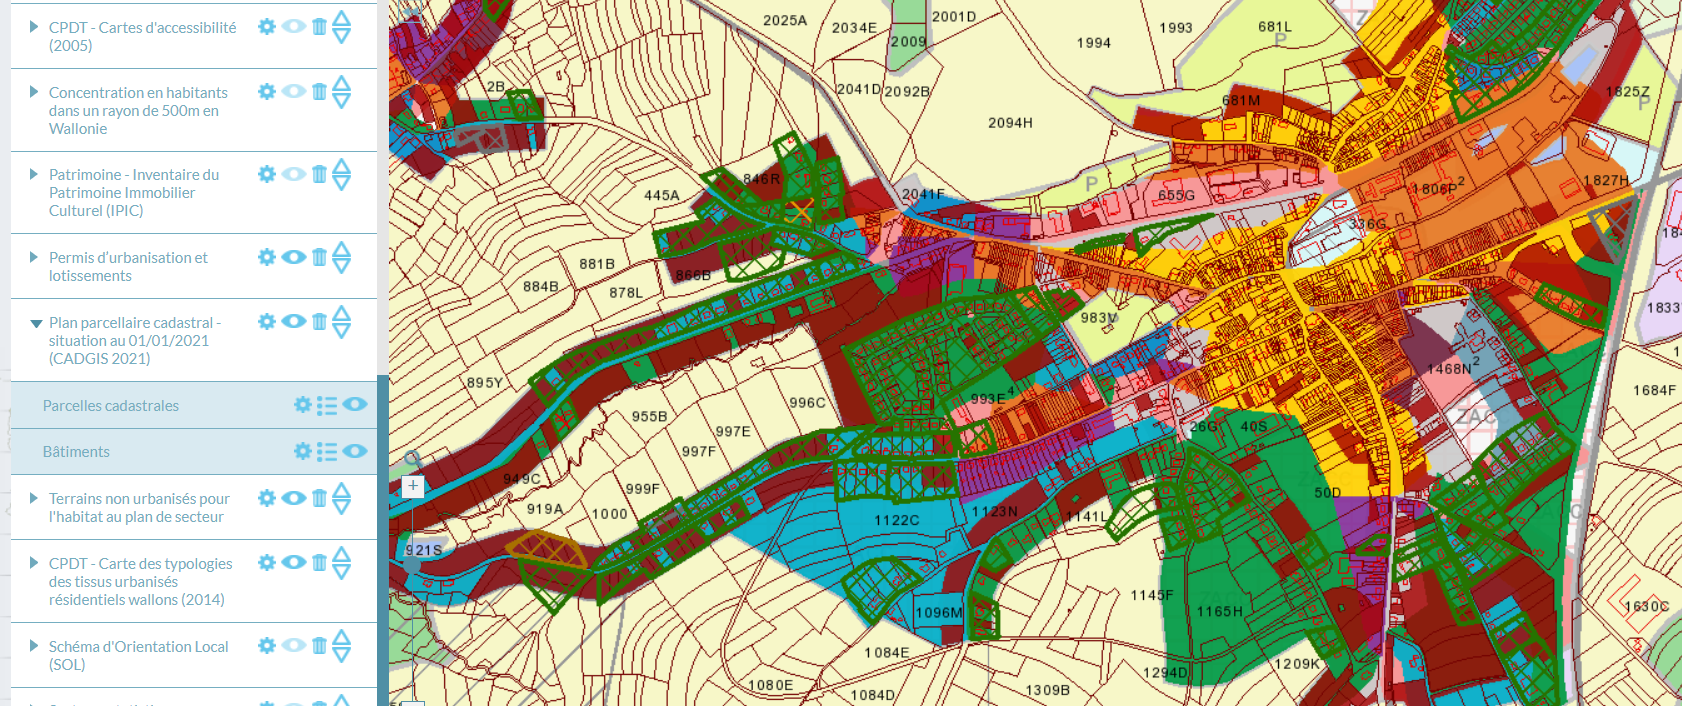 CPDT - Cartes d'accessibilité
(2005)
Concentration en habitants
dans un rayon de 500m en
Wallonie
Patrimoine - Inventaire du
Patrimoine Immobilier
Culturel (IPIC)
Permis d'urbanisation et
lotissements
Plan parcellaire cadastral -
situation au 01/01/2021
(CADGIS 2021)
Parcelles cadastrales
Bâtiments
Terrains non urbanisés pour
l'habitat au plan de secteur
CPDT - Carte des typologies
des tissus urbanisés
résidentiels wallons (2014)
Schéma d'Orientation Local
(SOL)
2025A
2034E
2001D
2009
1994
1993
681L
P
2B
2041D
2092B
681M
1825Z
P
2094H
846R
445A
2041F
P
655G
1806P2
1827H
336G
881B
866B
884B
878L
983V
1833
895Y
996C
993E4
1468N2
1684F
955B
997E
26G
40S
ZACC
997F
949C
999F
50D
919A
1000
1122C
1123N
1141L
921S
1096M
1145F
1165H
1630C
1084E
1209K
1294D
1080E
1084D
1309B
+